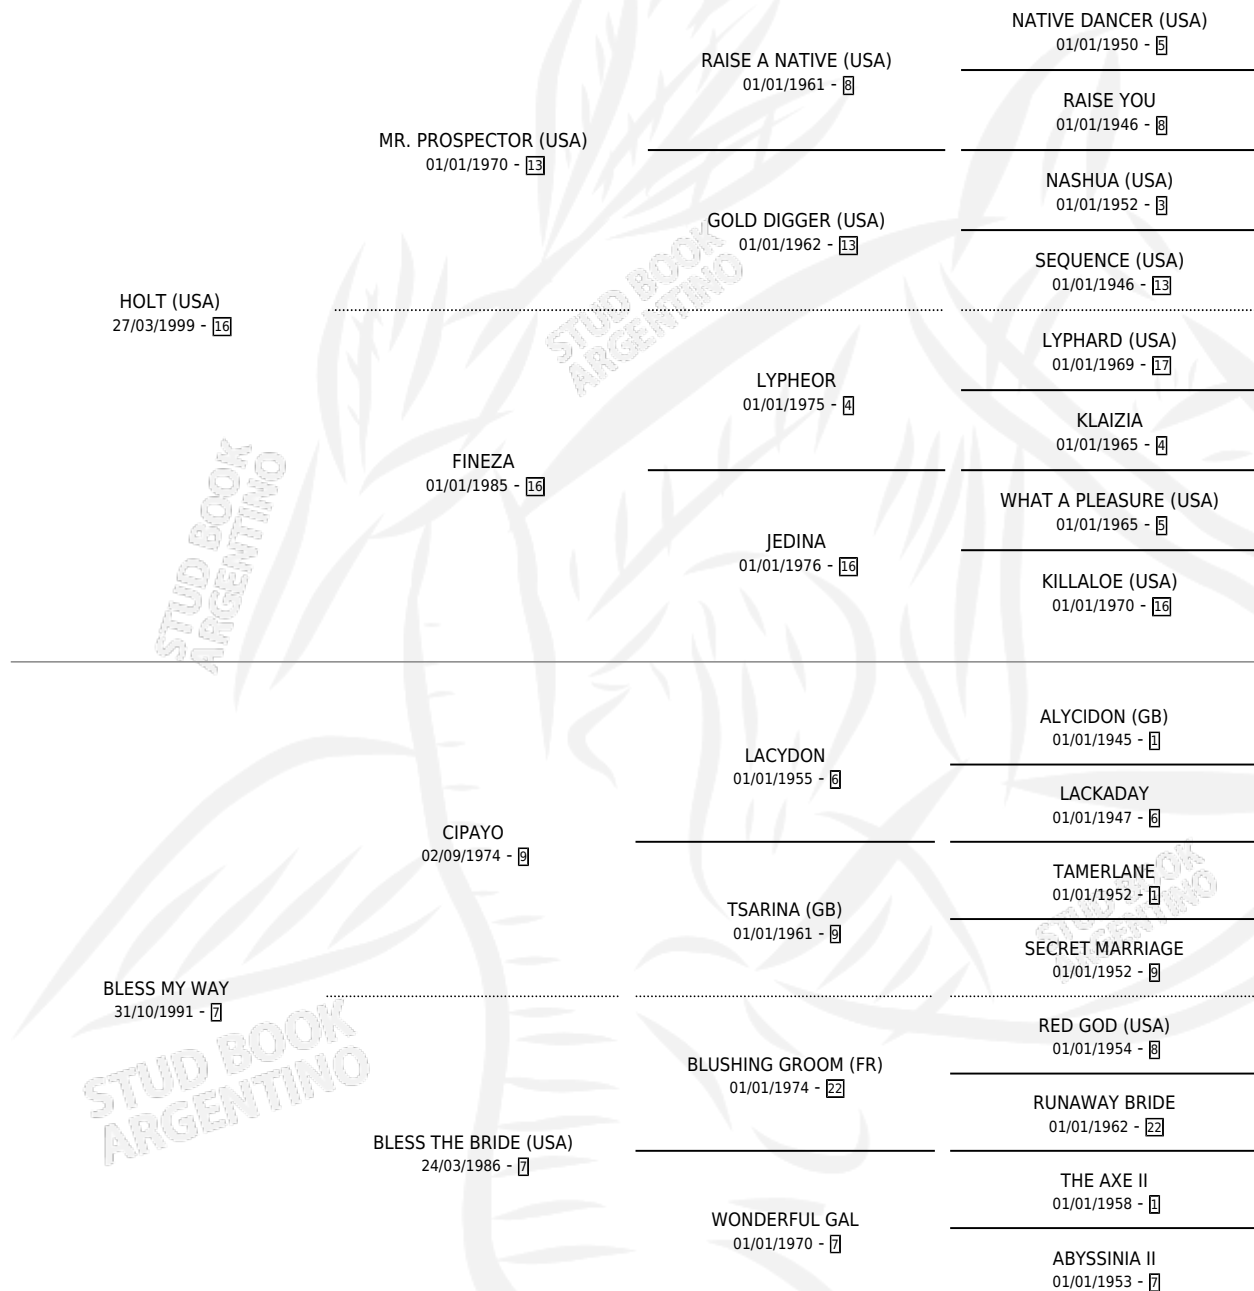 NATIVE DANCER (USA)
01/01/1950 - 5
RAISE A NATIVE (USA)
01/01/1961 - 8
RAISE YOU
01/01/1946 - 8
MR. PROSPECTOR (USA)
01/01/1970 - 13
NASHUA (USA)
01/01/1952 - 3
GOLD DIGGER (USA)
01/01/1962 - 13
SEQUENCE (USA)
01/01/1946 - 13
HOLT (USA)
27/03/1999 - 16
LYPHARD (USA)
01/01/1969 - 17
LYPHEOR
01/01/1975 - 4
KLAIZIA
01/01/1965 - 4
FINEZA
01/01/1985 - 16
WHAT A PLEASURE (USA)
01/01/1965 - 5
JEDINA
01/01/1976 - 16
KILLALOE (USA)
01/01/1970 - 16
ALYCIDON (GB)
01/01/1945 - 1
LACYDON
01/01/1955 - 6
LACKADAY
01/01/1947 - 6
CIPAYO
02/09/1974 - 9
TAMERLANE
01/01/1952 - 1
TSARINA (GB)
01/01/1961 - 9
SECRET MARRIAGE
01/01/1952 - 9
BLESS MY WAY
31/10/1991 - 7
RED GOD (USA)
01/01/1954 - 8
BLUSHING GROOM (FR)
01/01/1974 - 22
RUNAWAY BRIDE
01/01/1962 - 22
BLESS THE BRIDE (USA)
24/03/1986 - 7
THE AXE II
01/01/1958 - 1
WONDERFUL GAL
01/01/1970 - 7
ABYSSINIA II
01/01/1953 - 7
STUD BOOK
ARGENTINO
STUD BOOK
ARGENTINO
STUD BOOK
ARGENTINO
STUD BOOK
ARGENTINO